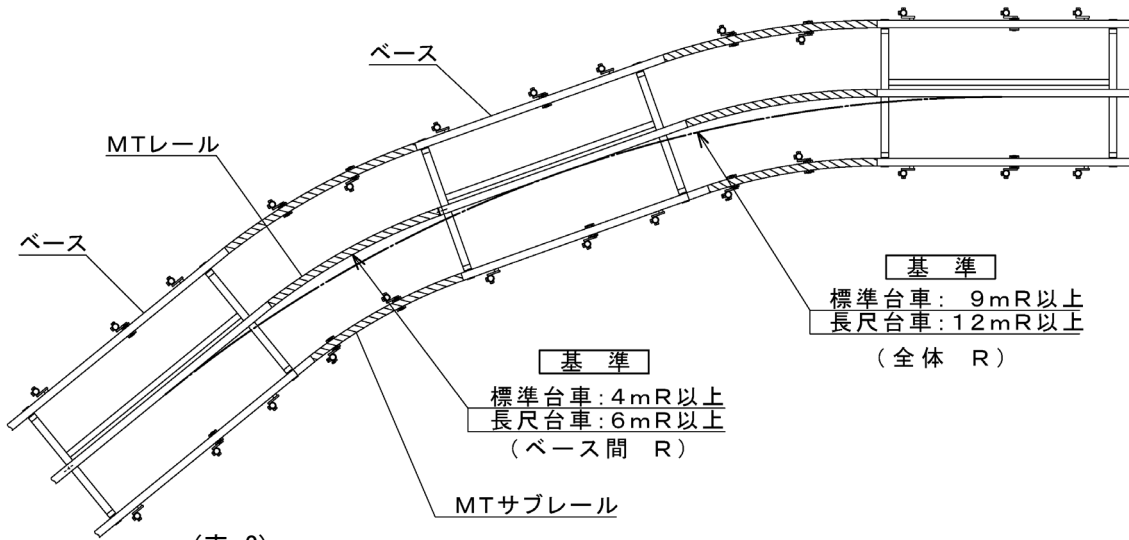 ベース
MTレール
ベース
基 準
標準台車： 9mR以上
長尺台車：12mR以上
（全体 R）
基 準
標準台車：4mR以上
長尺台車：6mR以上
（ベース間 R）
MTサブレール